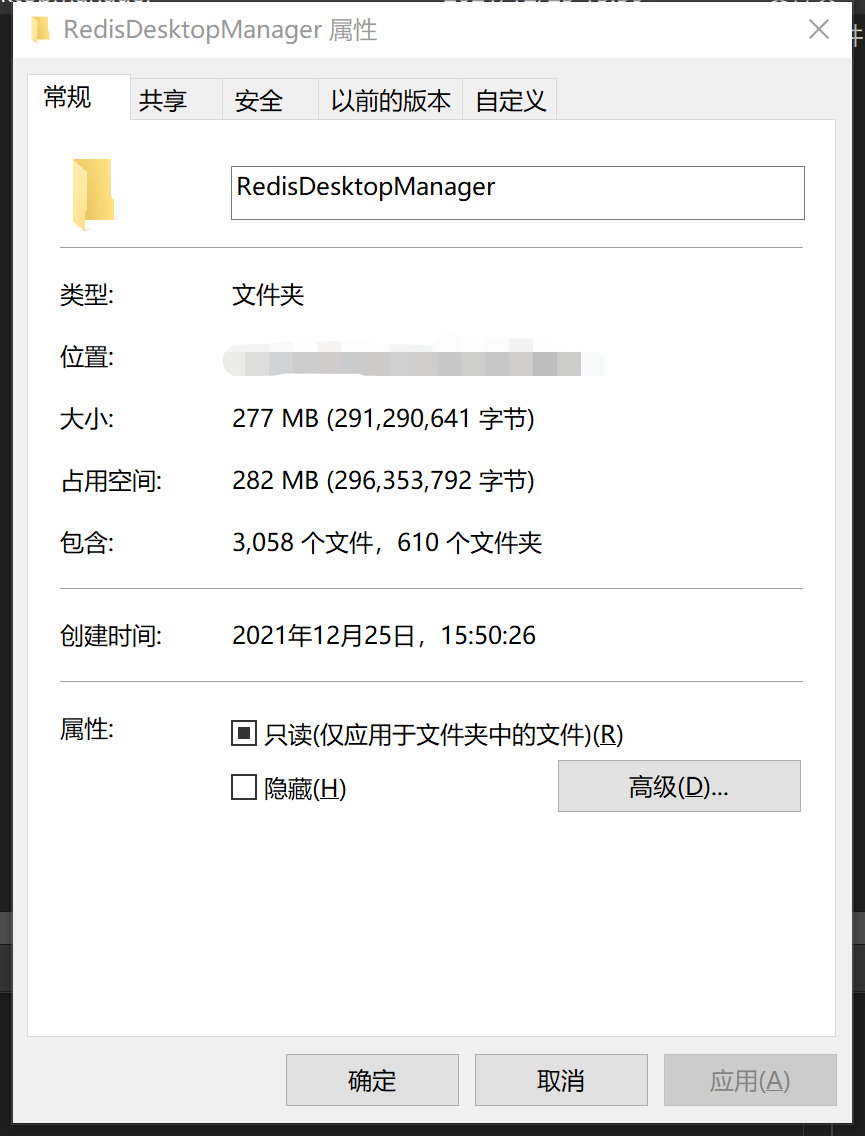 RedisDesktopManager 属性
常规 共享 安全 以前的版本 自定义
RedisDesktopManager
类型: 文件夹
位置:
大小: 277 MB (291,290,641 字节)
占用空间: 282 MB (296,353,792 字节)
包含: 3,058 个文件，610 个文件夹
创建时间: 2021年12月25日，15:50:26
属性: 只读(仅应用于文件夹中的文件)(R)
隐藏(H) 高级(D)...
确定 取消 应用(A)